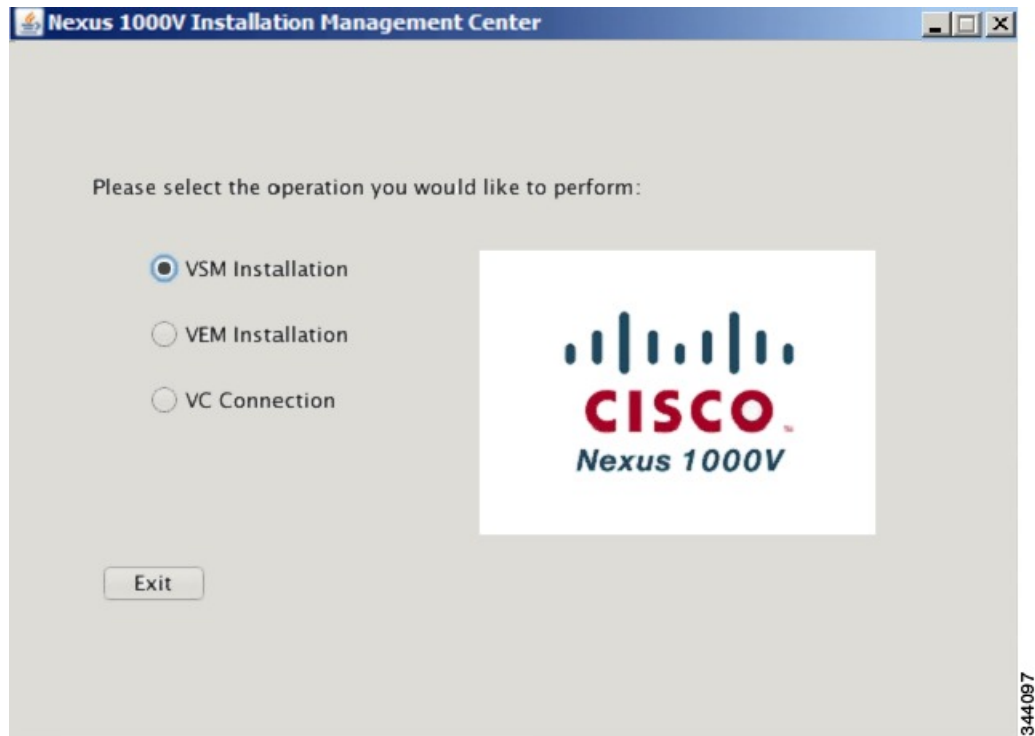 Nexus 1000V Installation Management Center
Please select the operation you would like to perform:
VSM Installation
VEM Installation
VC Connection
CISCO™
Nexus 1000V
Exit
344097